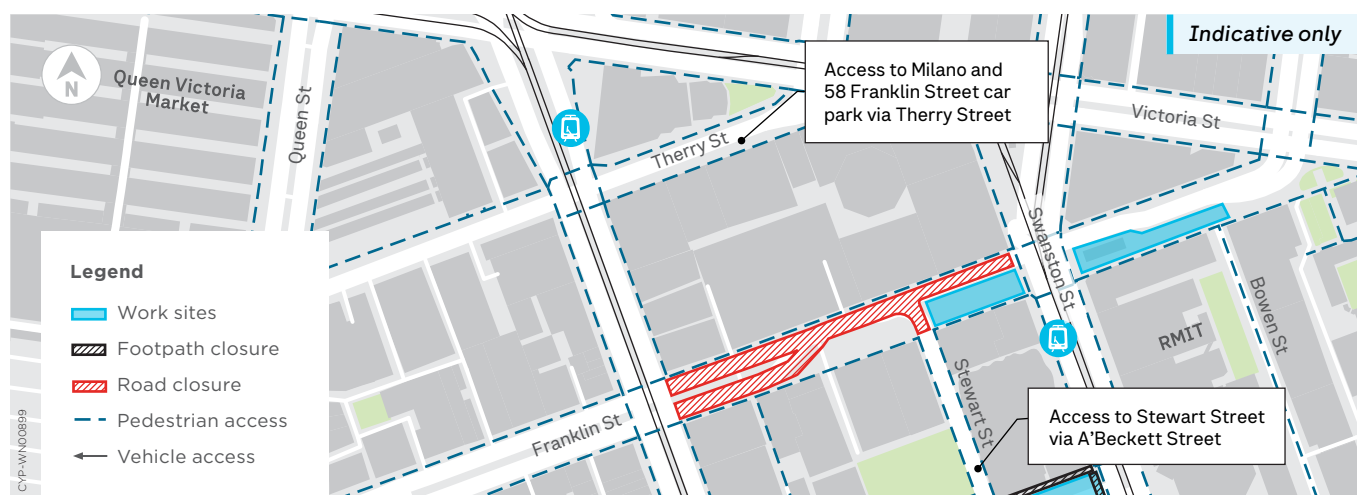 Indicative only
N
Queen Victoria
Market
Queen St
Access to Milano and
58 Franklin Street car
park via Therry Street
Victoria St
Therry St
Swanston St
Legend
Work sites
Footpath closure
Road closure
Pedestrian access
Vehicle access
CYP-WN00899
Franklin St
Stewart St
RMIT
Bowen St
Access to Stewart Street
via A'Beckett Street